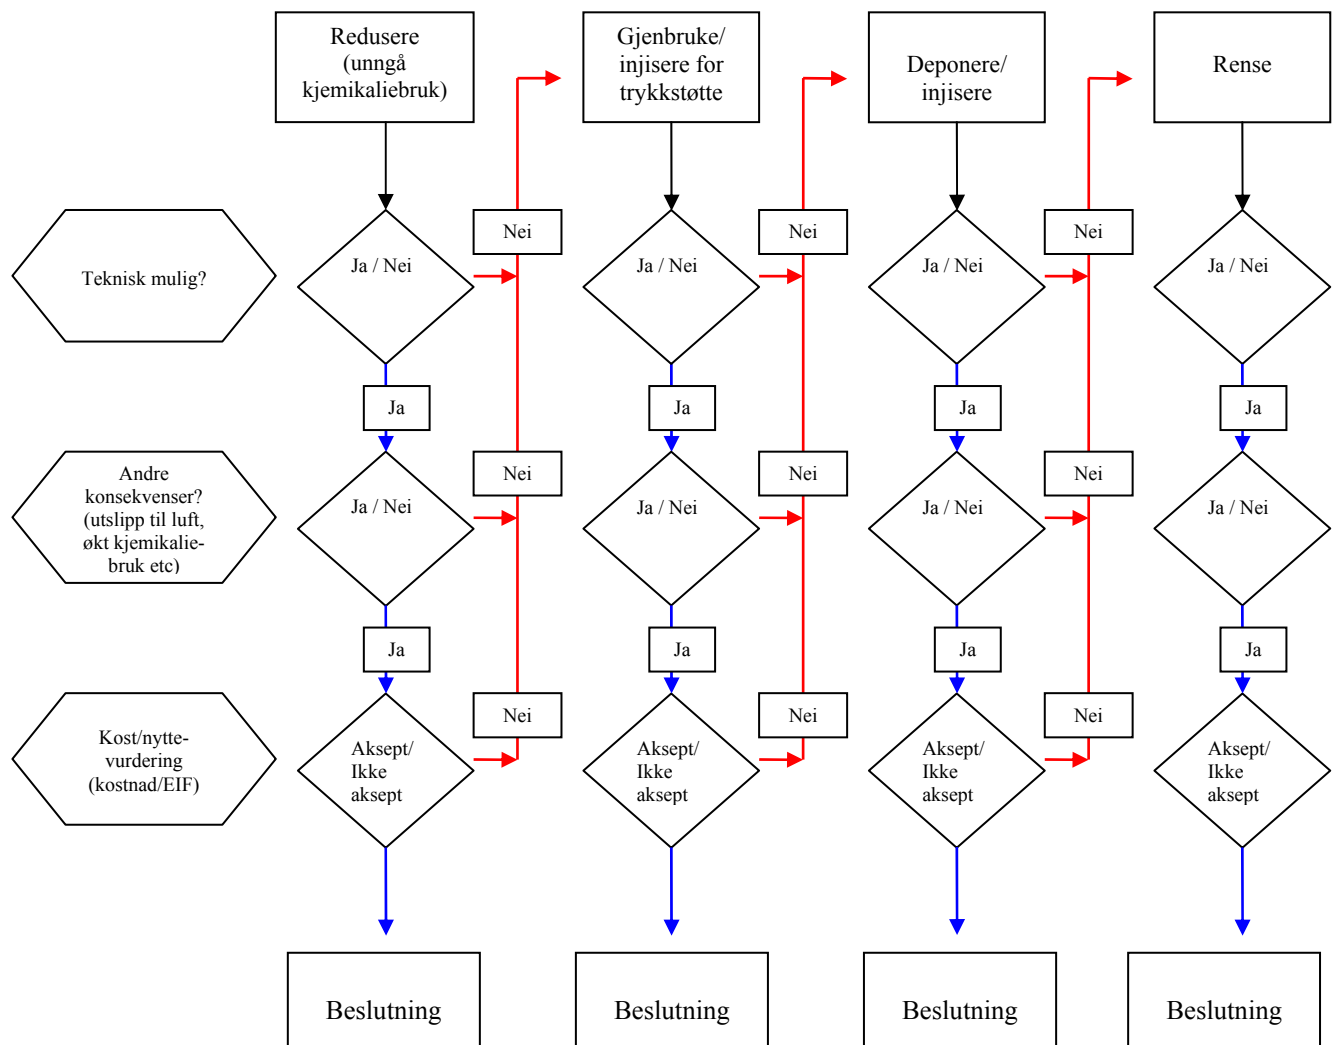 Redusere
(unngå
kjemikaliebruk)
Gjenbruke/
injisere for
trykkstøtte
Deponere/
injisere
Rense
Nei
Nei
Nei
Teknisk mulig?
Ja / Nei
Ja / Nei
Ja / Nei
Ja / Nei
Ja
Ja
Ja
Ja
Nei
Nei
Nei
Andre
konsekvenser?
(utslipp til luft,
økt kjemikalie-
bruk etc)
Ja / Nei
Ja / Nei
Ja / Nei
Ja / Nei
Ja
Ja
Ja
Ja
Nei
Nei
Nei
Kost/nytte-
vurdering
(kostnad/EIF)
Aksept/
Ikke
aksept
Aksept/
Ikke
aksept
Aksept/
Ikke
aksept
Aksept/
Ikke
aksept
Beslutning
Beslutning
Beslutning
Beslutning